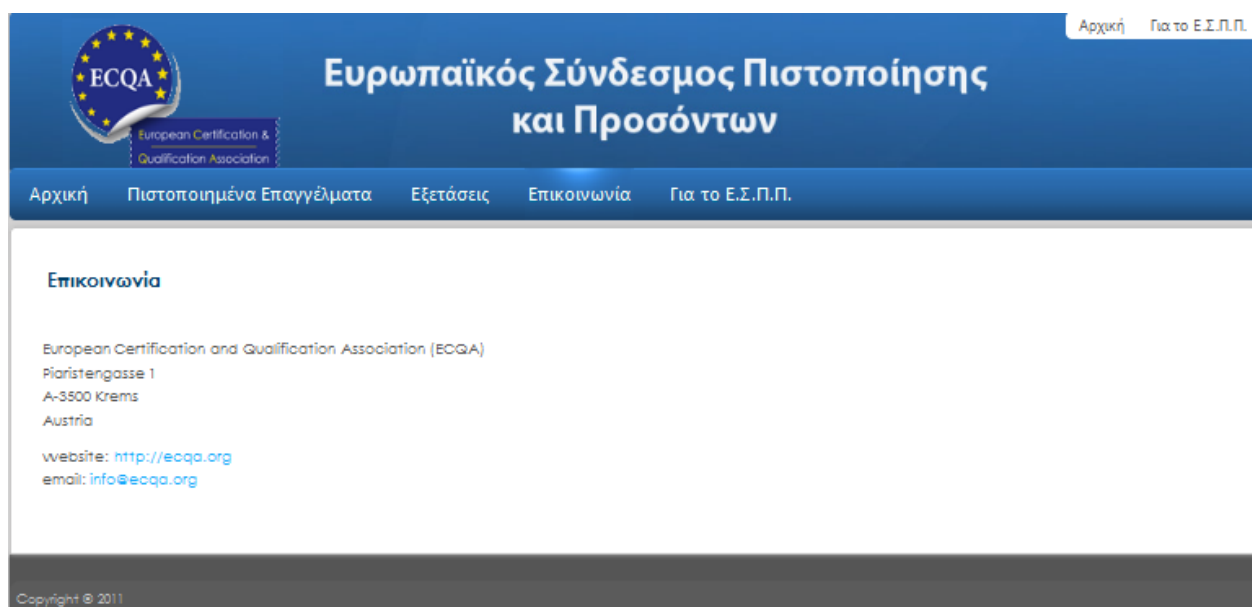 Αρχική Για το Ε.Σ.Π.Π.
ECQA
European Certification &
Qualification Association
Ευρωπαϊκός Σύνδεσμος Πιστοποίησης
και Προσόντων
Αρχική Πιστοποιημένα Επαγγέλματα Εξετάσεις Επικοινωνία Για το Ε.Σ.Π.Π.
Επικοινωνία
European Certification and Qualification Association (ECQA)
Piaristengasse 1
A-3500 Krems
Austria
website: http://ecqa.org
email: info@ecqa.org
Copyright © 2011